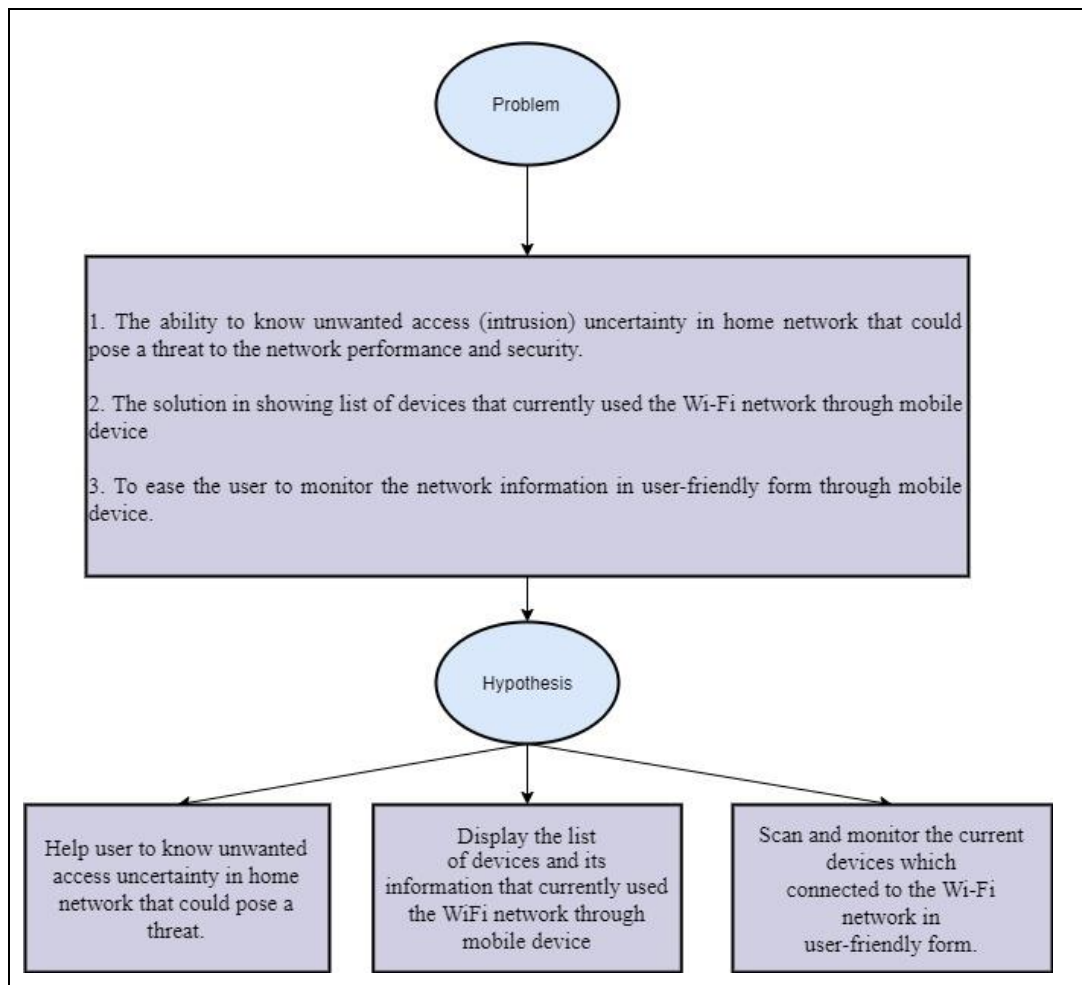 Problem
1. The ability to know unwanted access (intrusion) uncertainty in home network that could
pose a threat to the network performance and security.
2. The solution in showing list of devices that currently used the Wi-Fi network through mobile
device
3. To ease the user to monitor the network information in user-friendly form through mobile
device.
Hypothesis
Help user to know unwanted
access uncertainty in home
network that could pose a
threat.
Display the list
of devices and its
information that currently used
the WiFi network through
mobile device
Scan and monitor the current
devices which
connected to the Wi-Fi
network in
user-friendly form.